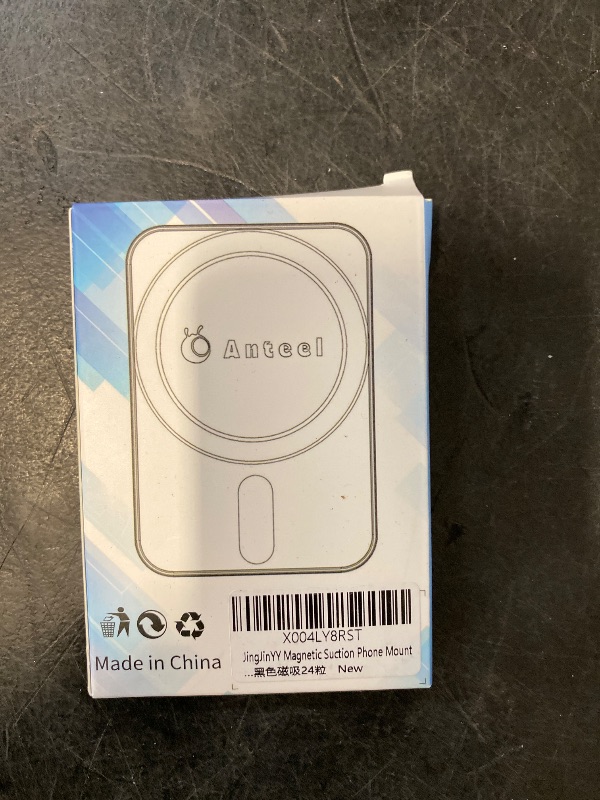 Anteel
X004LY8RST
JingJinYY Magnetic Suction Phone Mount
...黑色磁吸24粒 New
Made in China